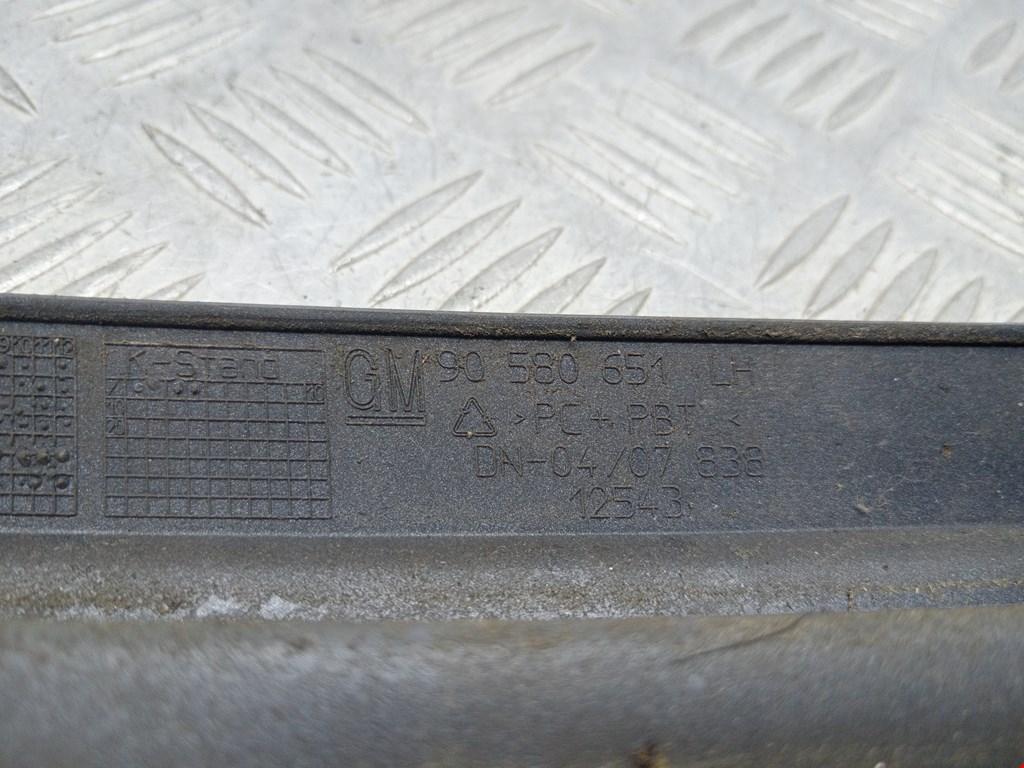 K-Stand
GM 90 580 651 LH
>PC+PBT<
DN-04/07 838
12543